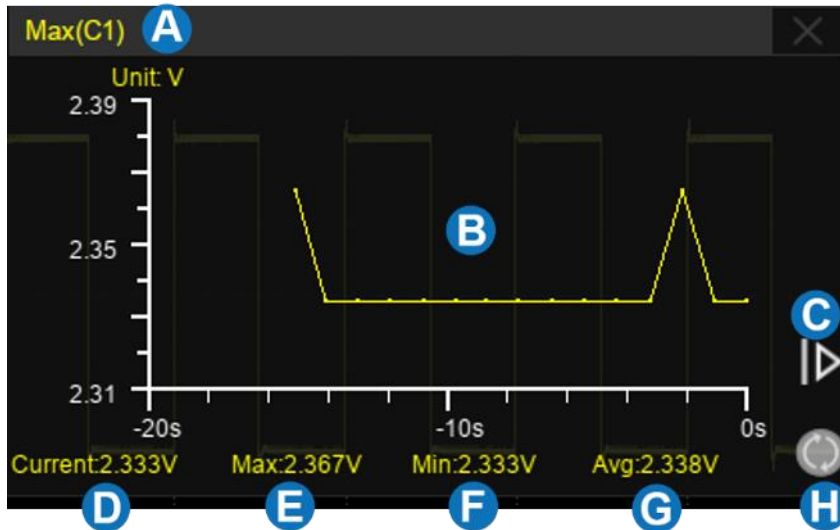 Max(C1) A
Unit: V
2.39
B
2.35
C
2.31
-20s -10s 0s
Current:2.333V Max:2.367V Min:2.333V Avg:2.338V
D E F G H